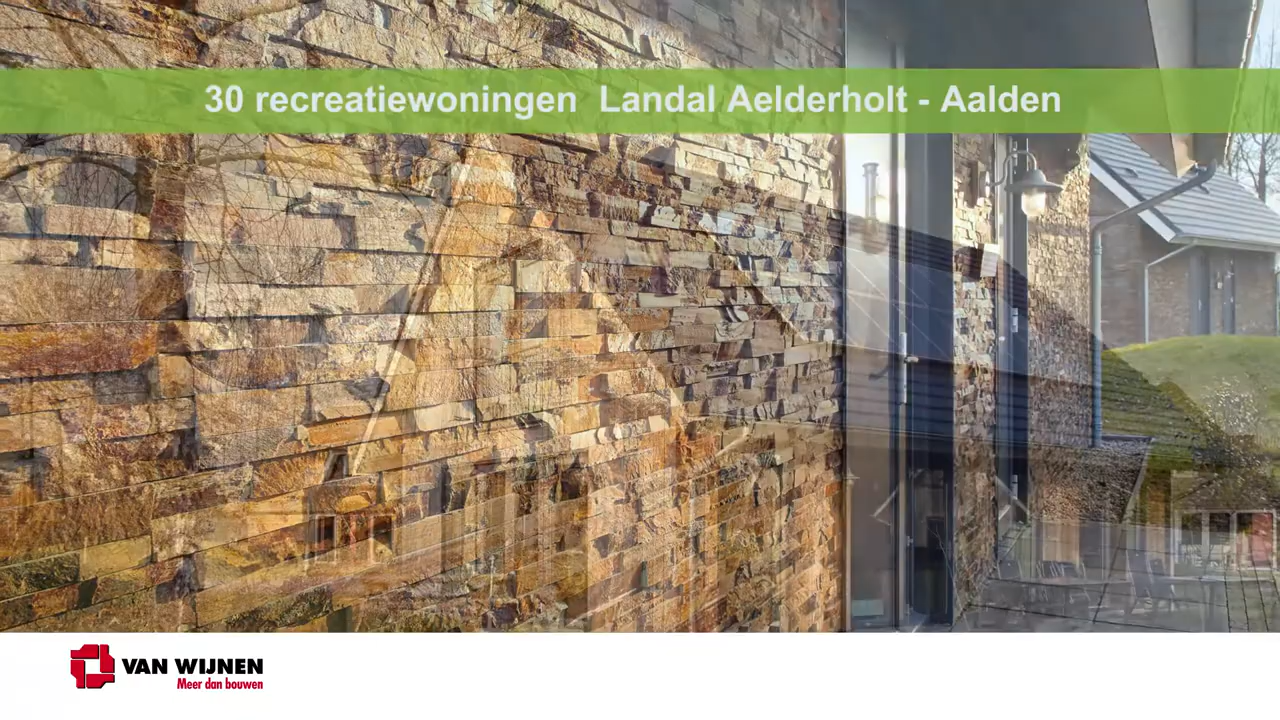 30 recreatiewoningen  Landal Aelderholt - Aalden
VAN WIJNEN
Meer dan bouwen